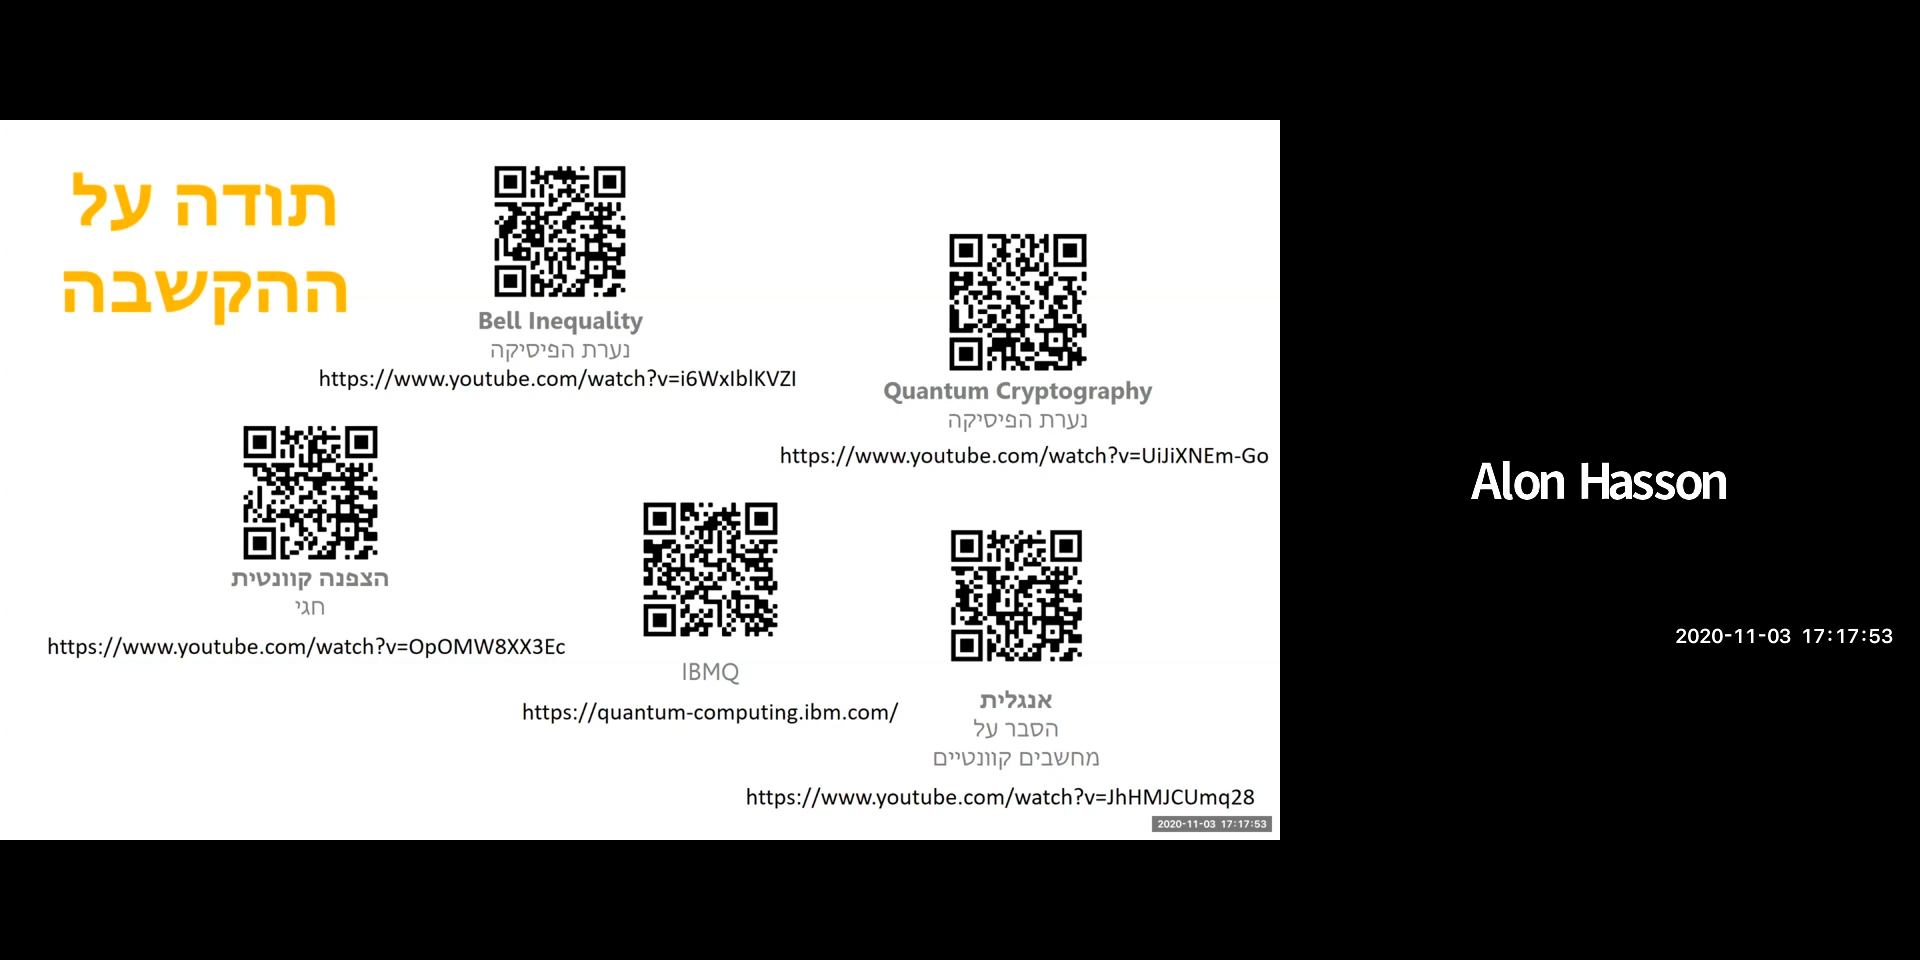 תודה על
ההקשבה
Bell Inequality
נערת הפיסיקה
https://www.youtube.com/watch?v=i6WxIblKVZI
Quantum Cryptography
נערת הפיסיקה
https://www.youtube.com/watch?v=UiJiXNEm-Go
הצפנה קוונטית
חגי
https://www.youtube.com/watch?v=OpOMW8XX3Ec
IBMQ
https://quantum-computing.ibm.com/
אנגלית
הסבר על
מחשבים קוונטיים
https://www.youtube.com/watch?v=JhHMJCUmq28
2020-11-03 17:17:53
Alon Hasson
2020-11-03 17:17:53